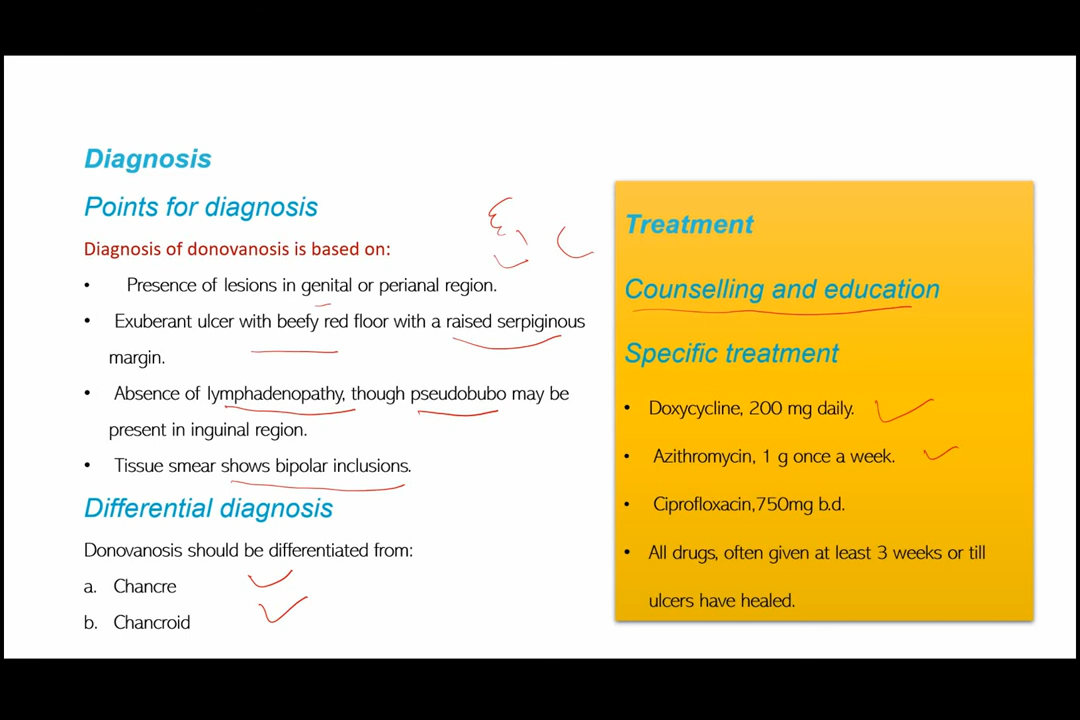 Diagnosis
Points for diagnosis
Diagnosis of donovanosis is based on:
• Presence of lesions in genital or perianal region.
• Exuberant ulcer with beefy red floor with a raised serpiginous
margin.
• Absence of lymphadenopathy, though pseudobubo may be
present in inguinal region.
• Tissue smear shows bipolar inclusions.
Differential diagnosis
Donovanosis should be differentiated from:
a. Chancre
b. Chancroid
Treatment
Counselling and education
Specific treatment
• Doxycycline, 200 mg daily.
• Azithromycin, 1 g once a week.
• Ciprofloxacin,750mg b.d.
• All drugs, often given at least 3 weeks or till
ulcers have healed.